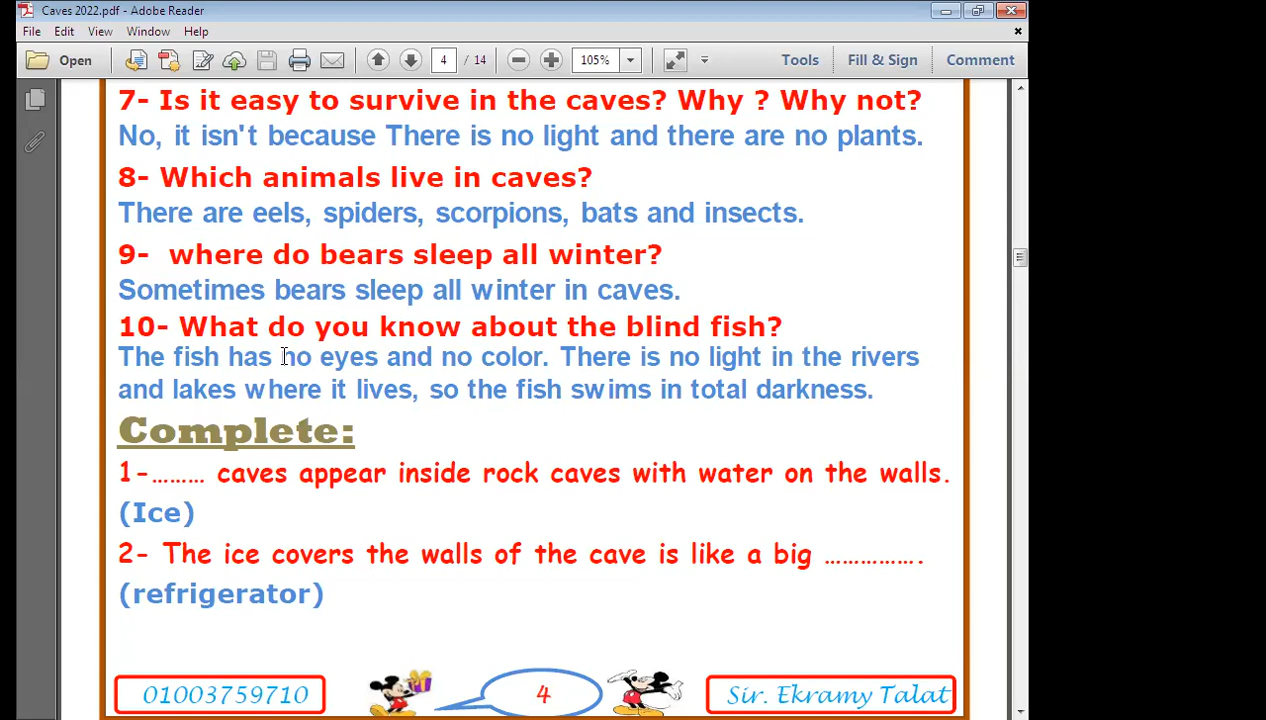 Caves 2022.pdf - Adobe Reader
File Edit View Window Help
Open 4 / 14 105% Tools Fill & Sign Comment
7- Is it easy to survive in the caves? Why ? Why not?
No, it isn't because There is no light and there are no plants.
8- Which animals live in caves?
There are eels, spiders, scorpions, bats and insects.
9- where do bears sleep all winter?
Sometimes bears sleep all winter in caves.
10- What do you know about the blind fish?
The fish has no eyes and no color. There is no light in the rivers
and lakes where it lives, so the fish swims in total darkness.
Complete:
1-……… caves appear inside rock caves with water on the walls.
(Ice)
2- The ice covers the walls of the cave is like a big …………….
(refrigerator)
01003759710 4 Sir. Ekramy Talat